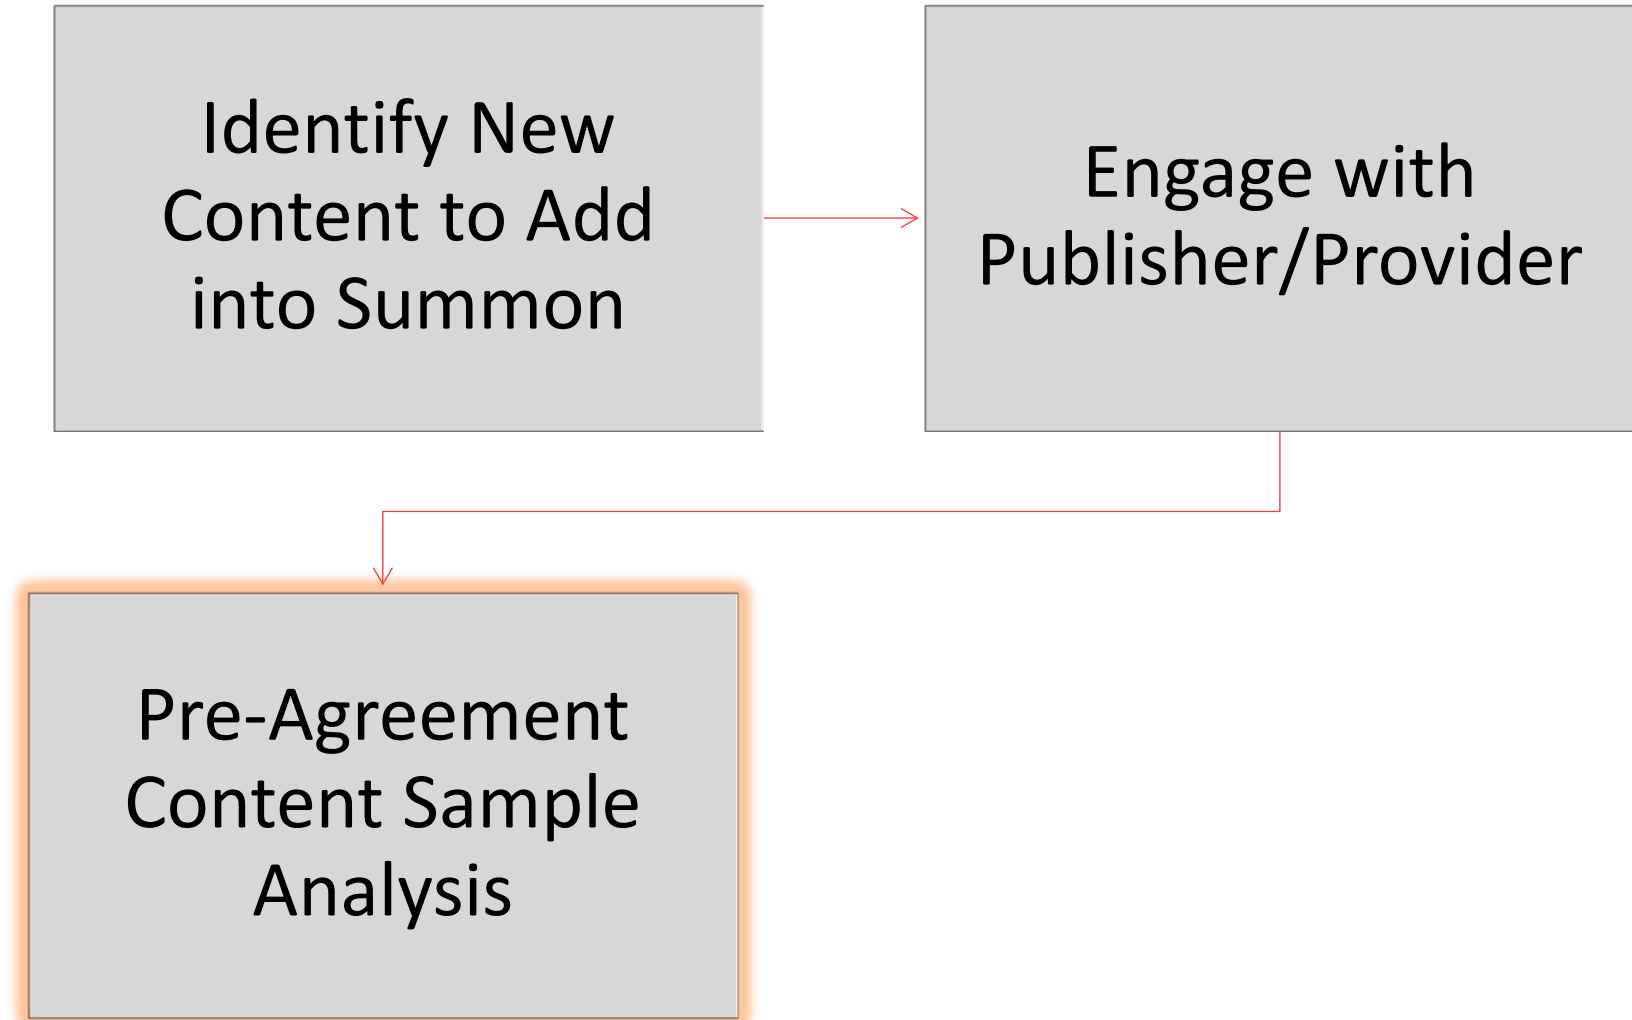 Identify New
Content to Add
into Summon
Engage with
Publisher/Provider
Pre-Agreement
Content Sample
Analysis